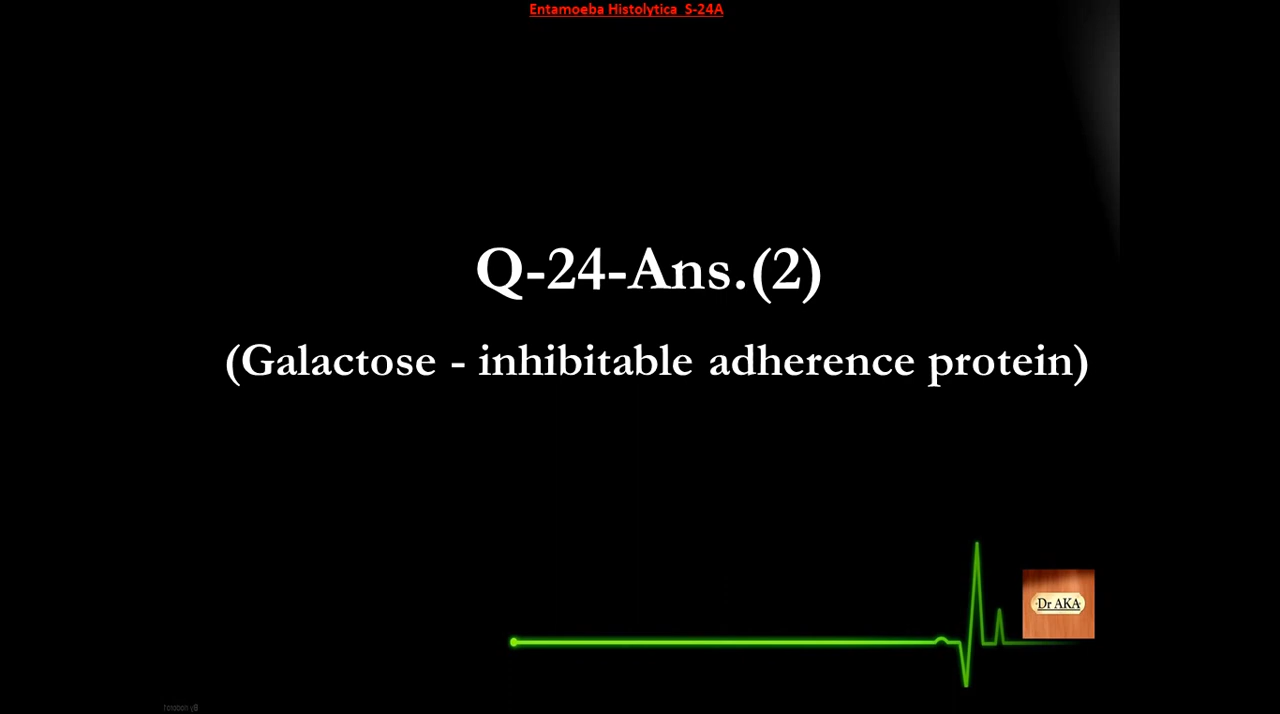 Entamoeba Histolytica S-24A
Q-24-Ans.(2)
(Galactose - inhibitable adherence protein)
Dr AKA